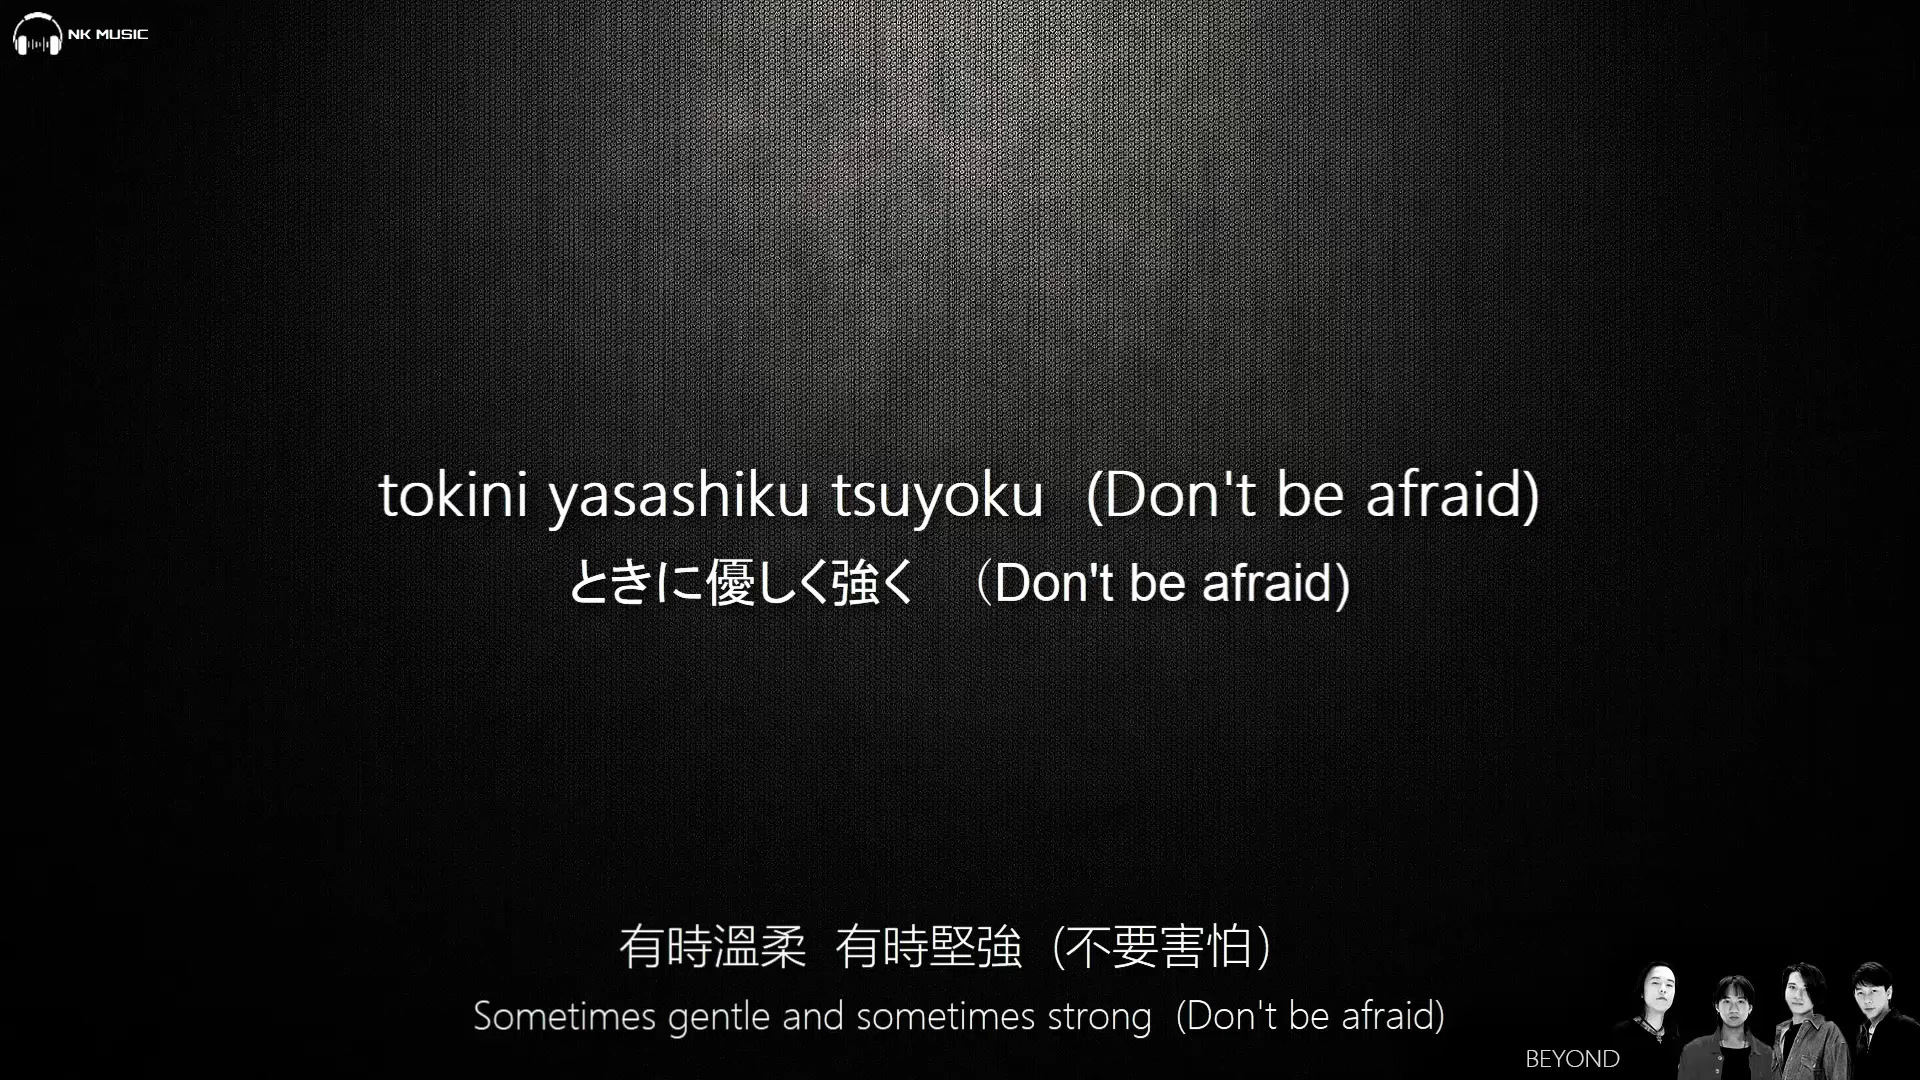 NK MUSIC
tokini yasashiku tsuyoku  (Don't be afraid)
ときに優しく強く　（Don't be afraid)
有時溫柔  有時堅強  (不要害怕）
Sometimes gentle and sometimes strong  (Don't be afraid)
BEYOND